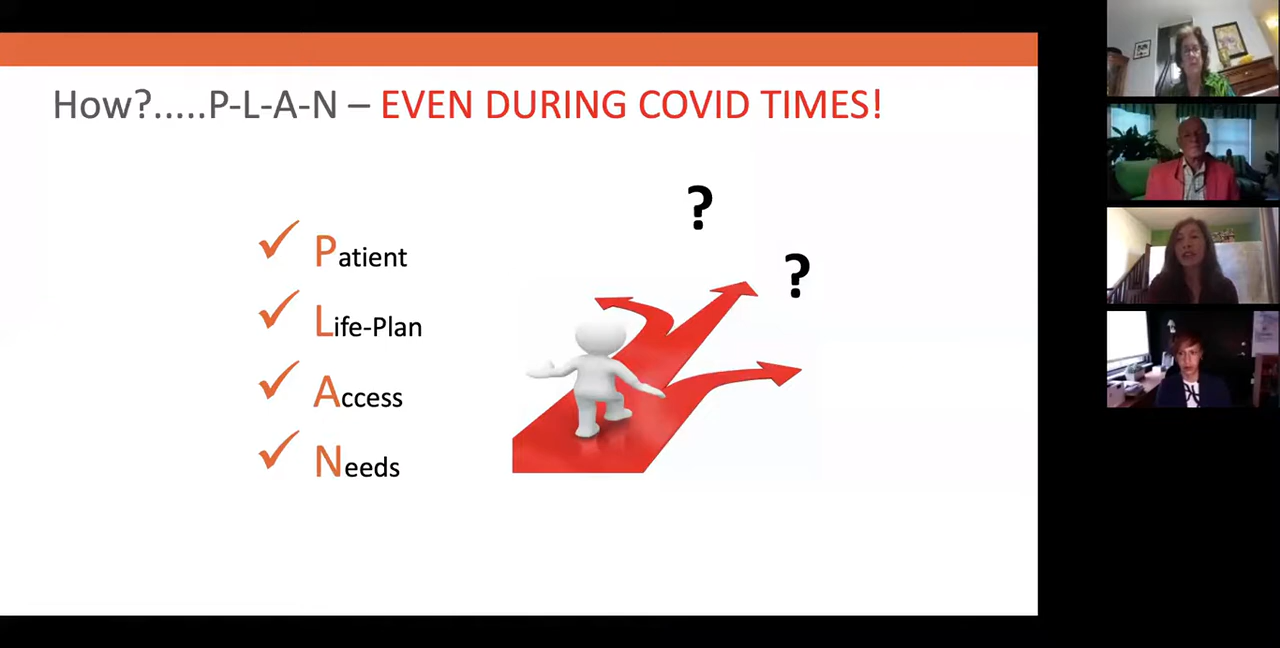 How?.....P-L-A-N – EVEN DURING COVID TIMES!
?
?
✓ Patient
✓ Life-Plan
✓ Access
✓ Needs